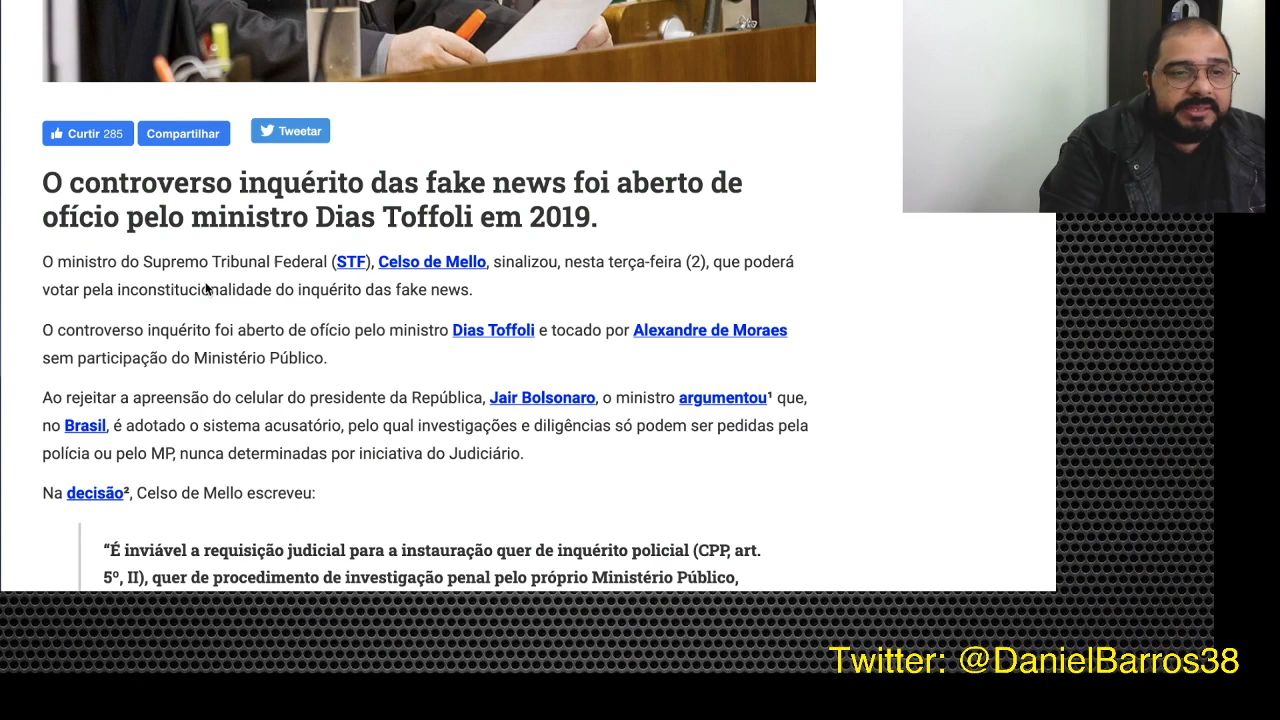 Curtir 285 Compartilhar Tweetar
O controverso inquérito das fake news foi aberto de
ofício pelo ministro Dias Toffoli em 2019.
O ministro do Supremo Tribunal Federal (STF), Celso de Mello, sinalizou, nesta terça-feira (2), que poderá
votar pela inconstitucionalidade do inquérito das fake news.
O controverso inquérito foi aberto de ofício pelo ministro Dias Toffoli e tocado por Alexandre de Moraes
sem participação do Ministério Público.
Ao rejeitar a apreensão do celular do presidente da República, Jair Bolsonaro, o ministro argumentou¹ que,
no Brasil, é adotado o sistema acusatório, pelo qual investigações e diligências só podem ser pedidas pela
polícia ou pelo MP, nunca determinadas por iniciativa do Judiciário.
Na decisão², Celso de Mello escreveu:
“É inviável a requisição judicial para a instauração quer de inquérito policial (CPP, art.
5º, II), quer de procedimento de investigação penal pelo próprio Ministério Público,
Twitter: @DanielBarros38